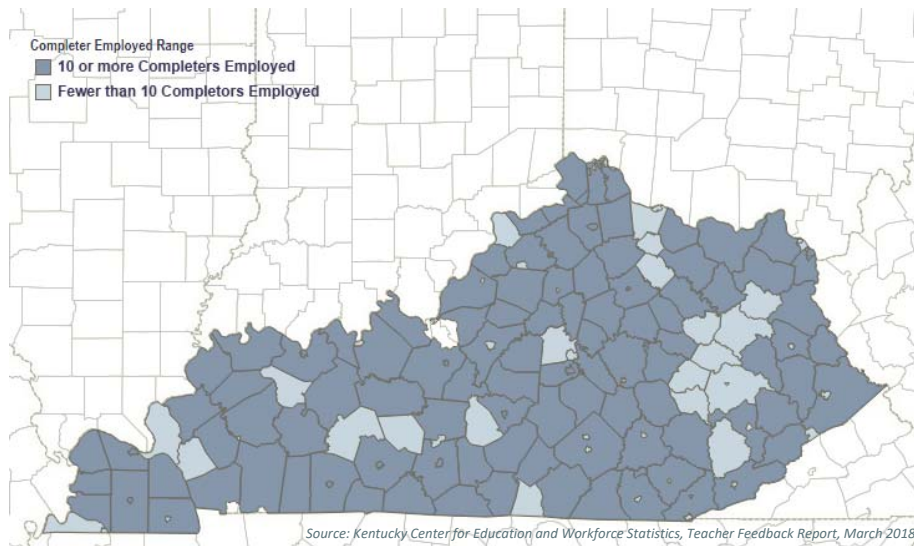 Completer Employed Range
10 or more Completers Employed
Fewer than 10 Completors Employed
Source: Kentucky Center for Education and Workforce Statistics, Teacher Feedback Report, March 2018